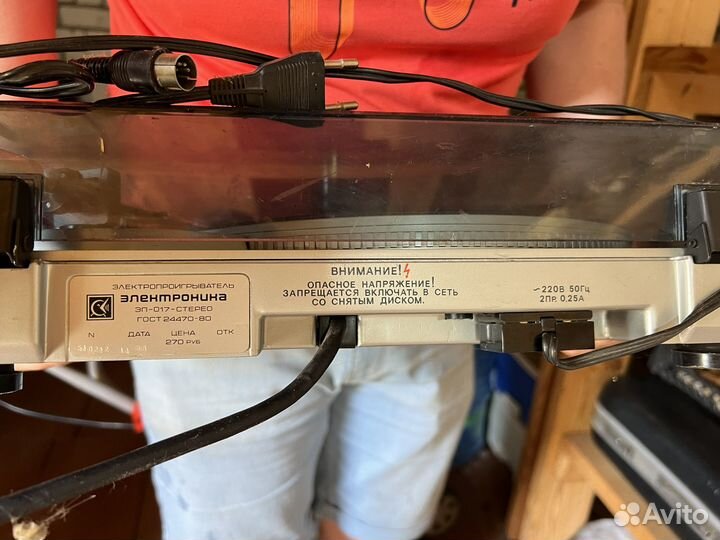 ЭЛЕКТРОПРОИГРЫВАТЕЛЬ
электроника
ЭП-017-СТЕРЕО
ГОСТ 24470-80
N ДАТА ЦЕНА ОТК
270 РУБ
ВНИМАНИЕ!
ОПАСНОЕ НАПРЯЖЕНИЕ!
ЗАПРЕЩАЕТСЯ ВКЛЮЧАТЬ В СЕТЬ
СО СНЯТЫМ ДИСКОМ.
~220В 50Гц
2ПР. 0,25А
Avito